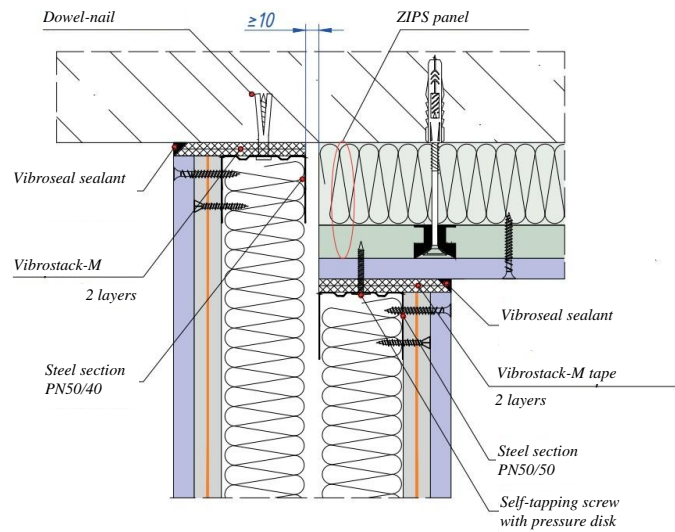 Dowel-nail
≥10
ZIPS panel
Vibroseal sealant
Vibrostack-M
2 layers
Steel section
PN50/40
Vibroseal sealant
Vibrostack-M tape
2 layers
Steel section
PN50/50
Self-tapping screw
with pressure disk